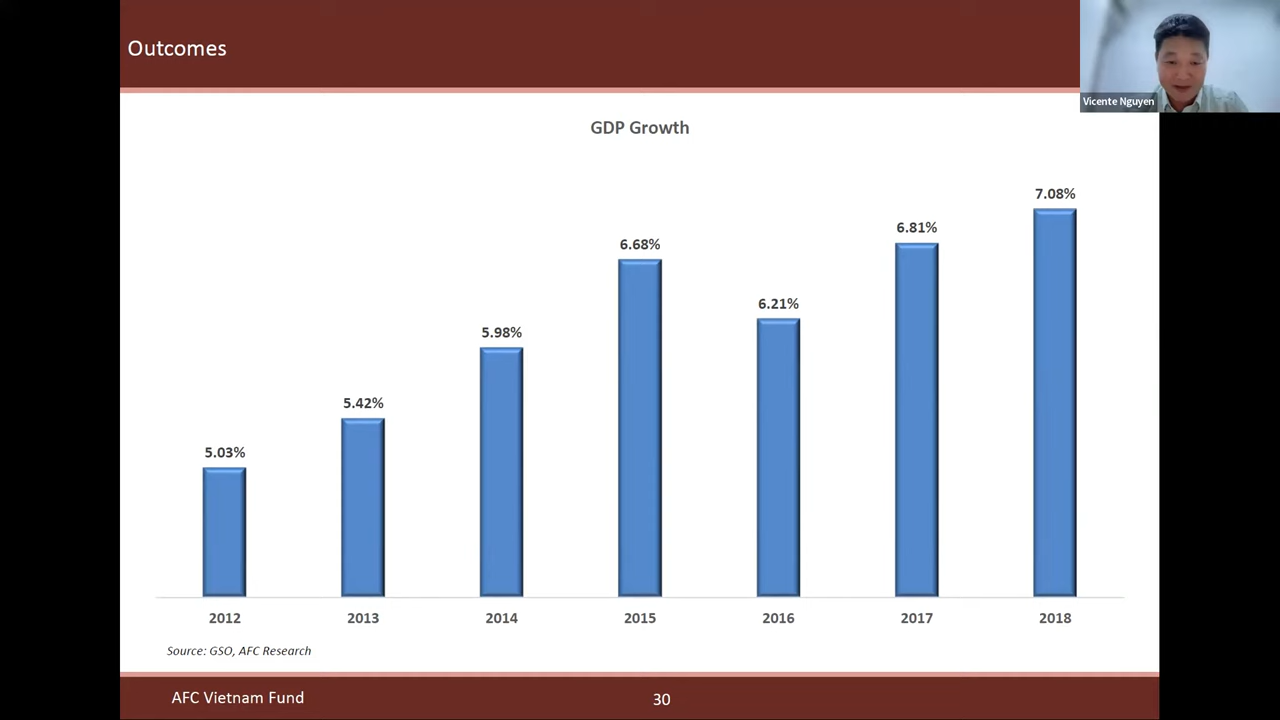 Outcomes
Vicente Nguyen
GDP Growth
7.08%
6.81%
6.68%
6.21%
5.98%
5.42%
5.03%
2012 2013 2014 2015 2016 2017 2018
Source: GSO, AFC Research
AFC Vietnam Fund 30